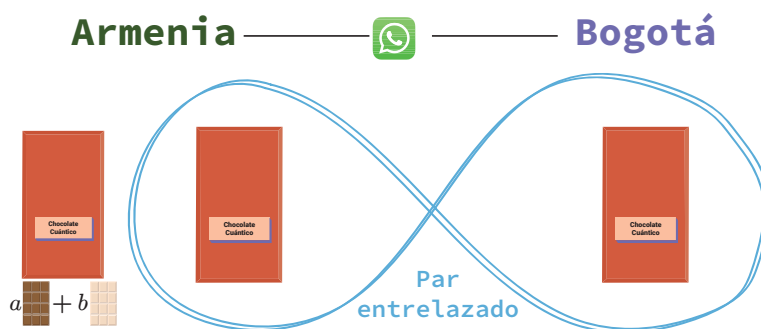 Armenia
Bogotá
Chocolate
Cuántico
Chocolate
Cuántico
Chocolate
Cuántico
a + b
Par
entrelazado